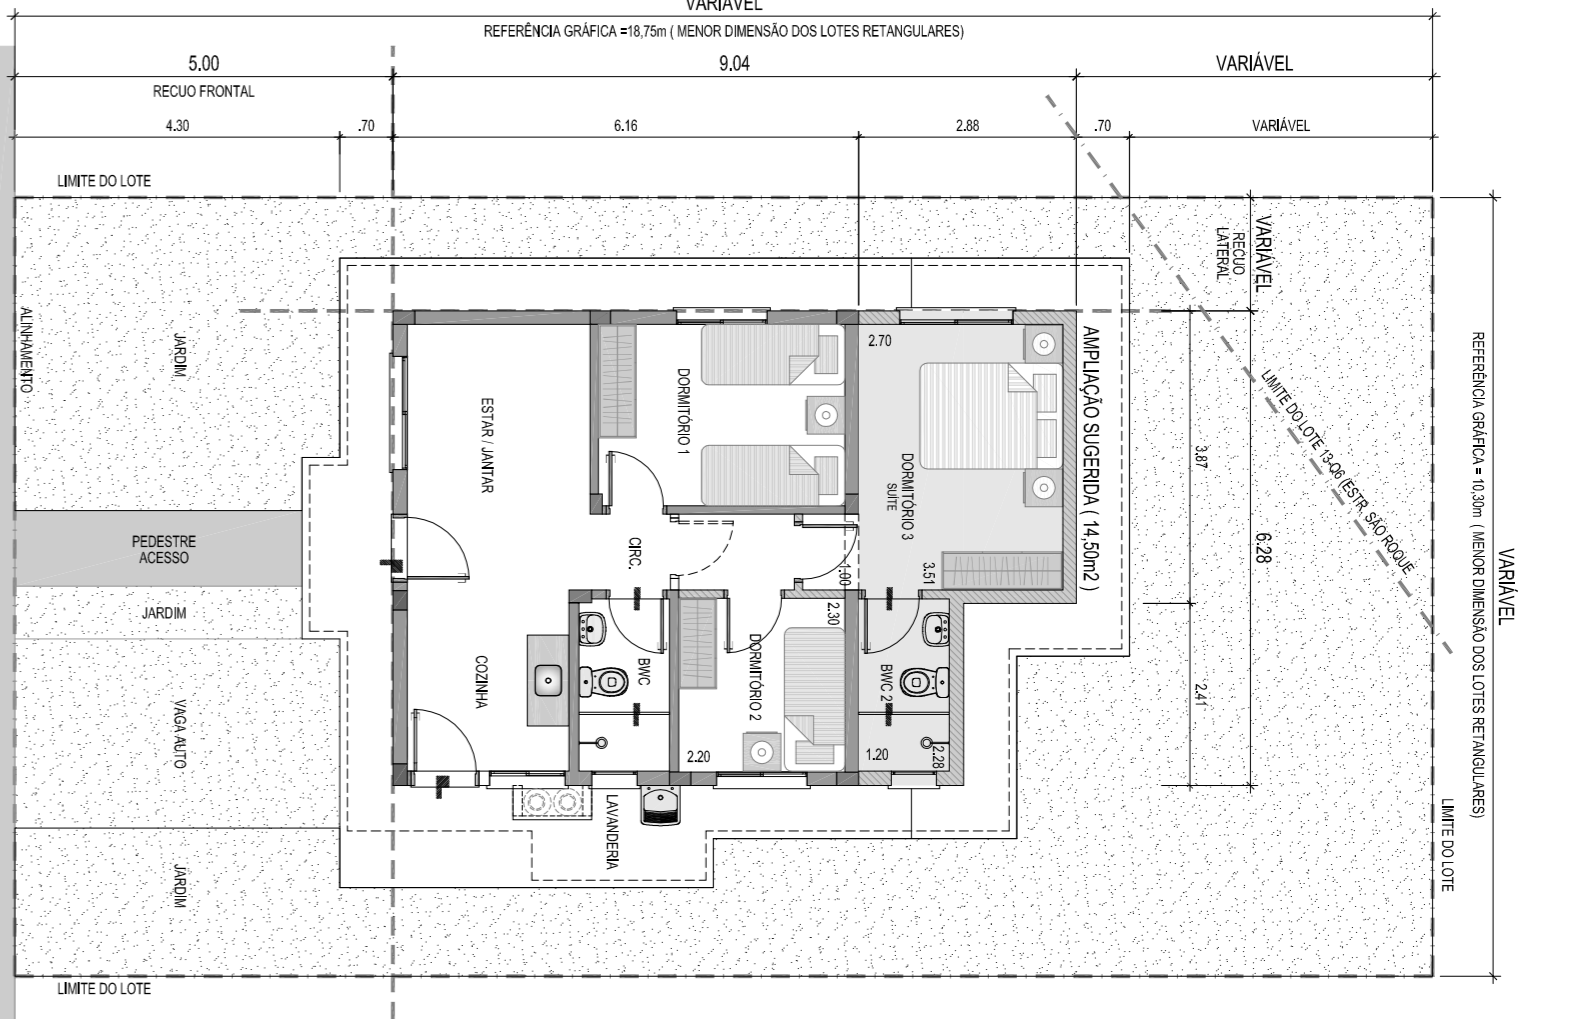 VARIÁVEL
REFERÊNCIA GRÁFICA =18,75m ( MENOR DIMENSÃO DOS LOTES RETANGULARES)
5.00
9.04
VARIÁVEL
RECUO FRONTAL
4.30
.70
6.16
2.88
.70
VARIÁVEL
LIMITE DO LOTE
VARIÁVEL
RECUO
LATERAL
ALINHAMENTO
JARDIM
ESTAR / JANTAR
DORMITÓRIO 1
2.70
DORMITÓRIO 3
SUÍTE
AMPLIAÇÃO SUGERIDA ( 14,50m2 )
3.87
6.28
LIMITE DO LOTE 13-Q6 (ESTR. SÃO ROQUE
REFERÊNCIA GRÁFICA = 10,30m ( MENOR DIMENSÃO DOS LOTES RETANGULARES)
VARIÁVEL
PEDESTRE
ACESSO
CIRC.
1.00
3.51
JARDIM
2.30
COZINHA
BWC
DORMITÓRIO 2
BWC 2
2.41
VAGA AUTO
2.20
1.20
2.28
LAVANDERIA
JARDIM
LIMITE DO LOTE
LIMITE DO LOTE